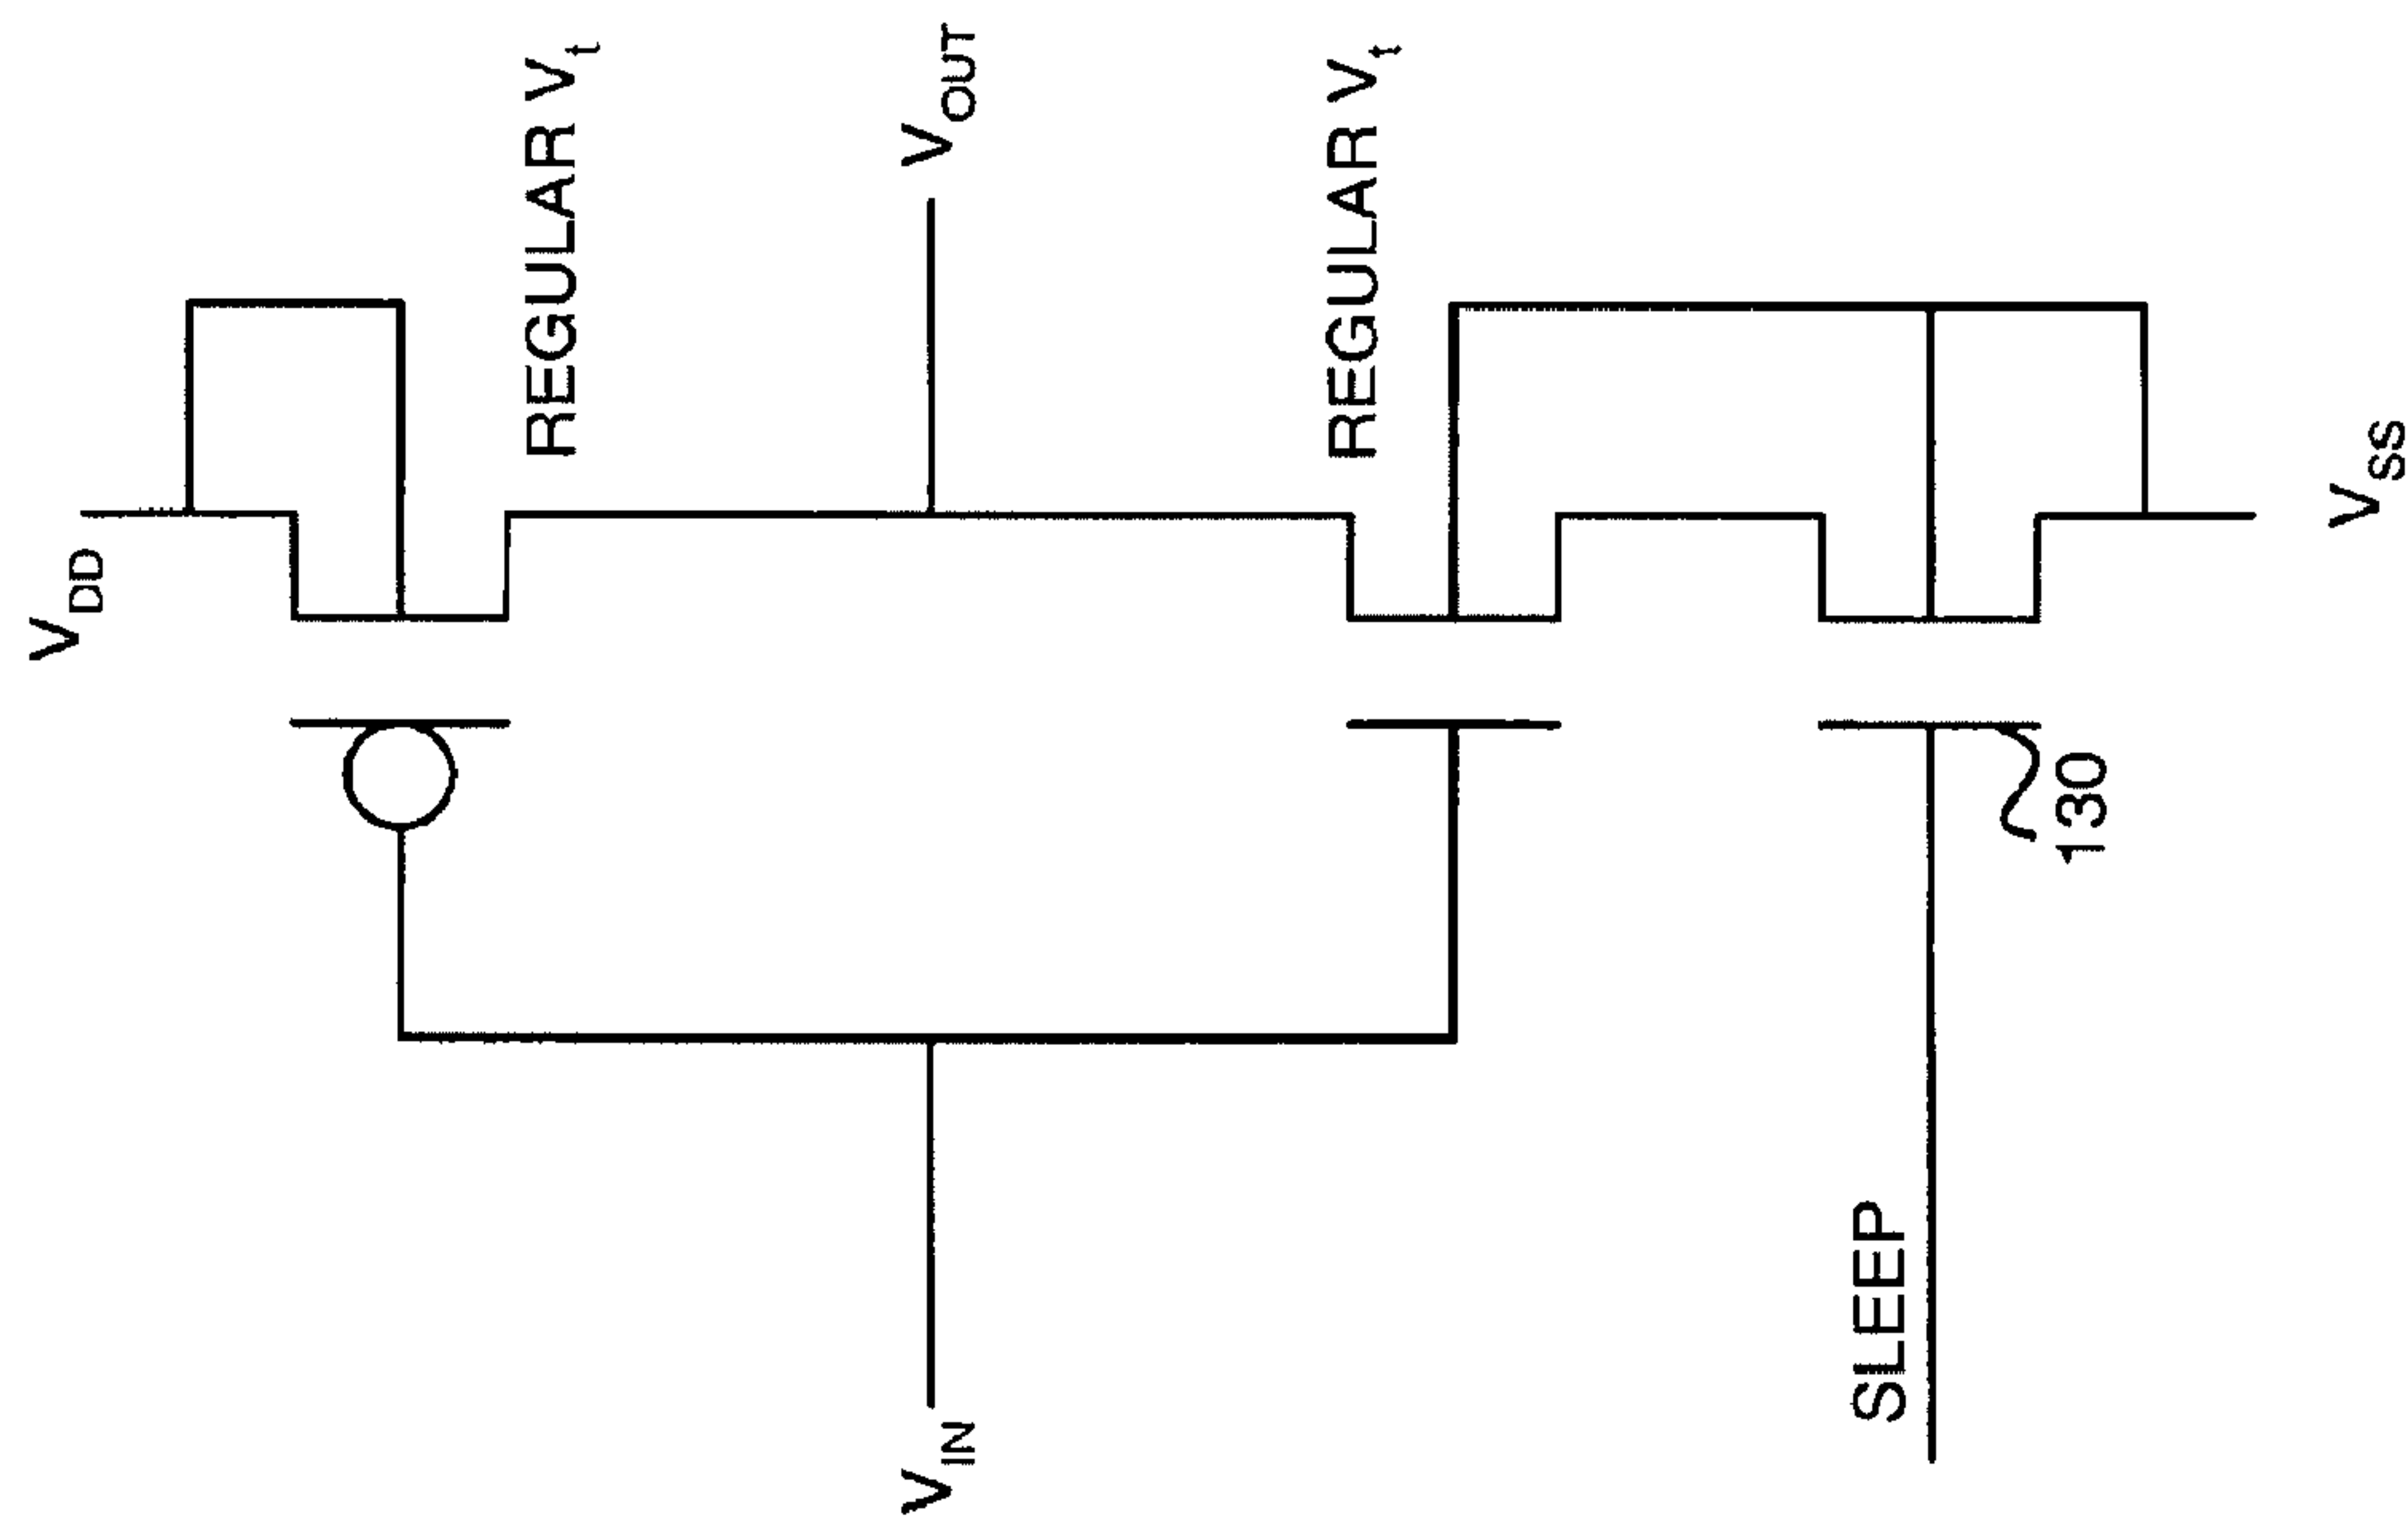 V_DD
REGULAR V_t
V_IN
V_OUT
REGULAR V_t
SLEEP
130
V_SS